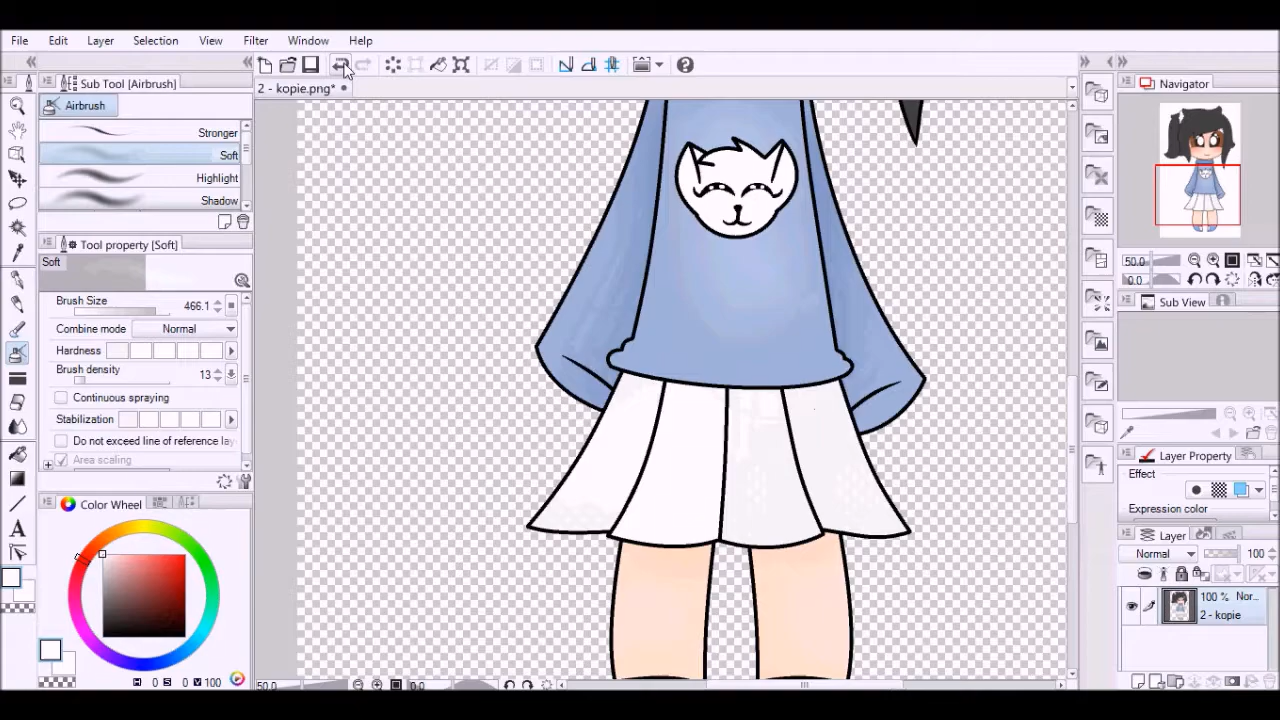 File Edit Layer Selection View Filter Window Help
Sub Tool [Airbrush]
2 - kopie.png*
Airbrush
Stronger
Soft
Highlight
Shadow
Tool property [Soft]
Soft
Brush Size 466.1
Combine mode Normal
Hardness
Brush density 13
Continuous spraying
Stabilization
Do not exceed line of reference lay
Area scaling
Color Wheel
H 0 S 0 V 100
50.0 0.0
Navigator
50.0
0.0
Sub View
Layer Property
Effect
Expression color
Layer
Normal 100
100 % Nor...
2 - kopie